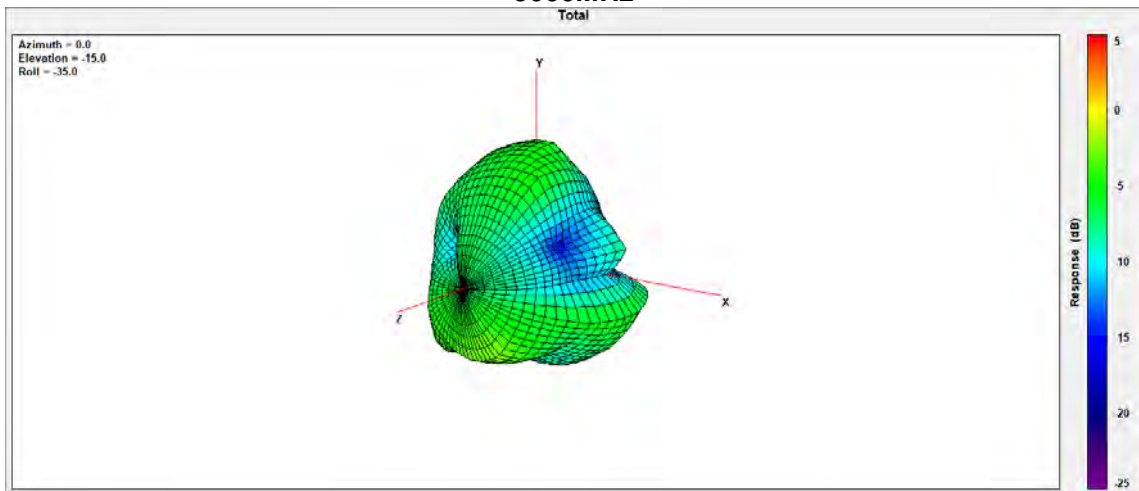 Total
Azimuth = 0.0
Elevation = -15.0
Roll = -35.0
Y
Z
X
5
0
5
10
15
-20
-25
Response (dB)